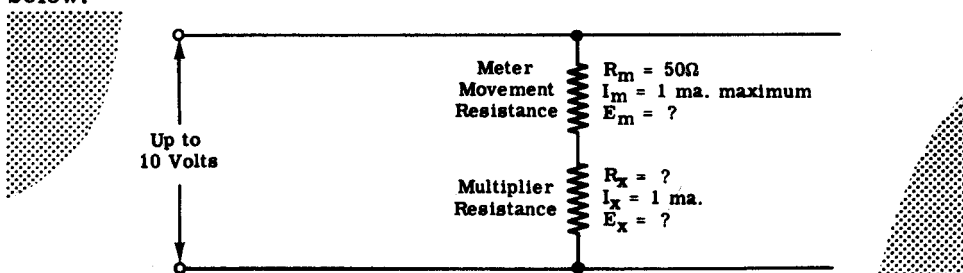 Meter
Movement
Resistance
Rm = 50Ω
Im = 1 ma. maximum
Em = ?
Up to
10 Volts
Multiplier
Resistance
Rx = ?
Ix = 1 ma.
Ex = ?